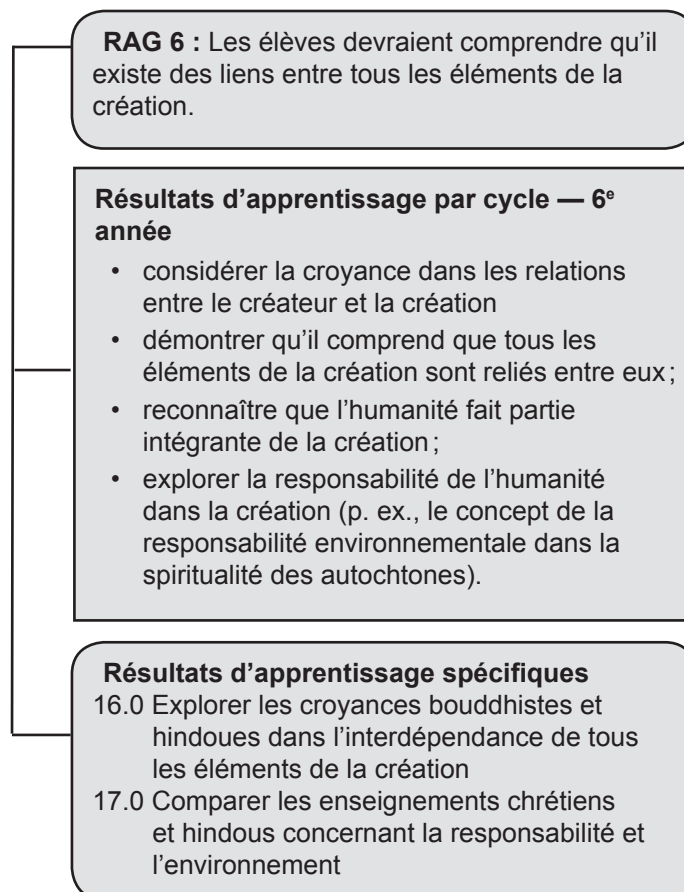 RAG 6 : Les élèves devraient comprendre qu’il
existe des liens entre tous les éléments de la
création.
Résultats d’apprentissage par cycle — 6e
année
• considérer la croyance dans les relations
entre le créateur et la création
• démontrer qu’il comprend que tous les
éléments de la création sont reliés entre eux ;
• reconnaître que l’humanité fait partie
intégrante de la création ;
• explorer la responsabilité de l’humanité
dans la création (p. ex., le concept de la
responsabilité environnementale dans la
spiritualité des autochtones).
Résultats d’apprentissage spécifiques
16.0 Explorer les croyances bouddhistes et
hindoues dans l’interdépendance de tous
les éléments de la création
17.0 Comparer les enseignements chrétiens
et hindous concernant la responsabilité et
l’environnement